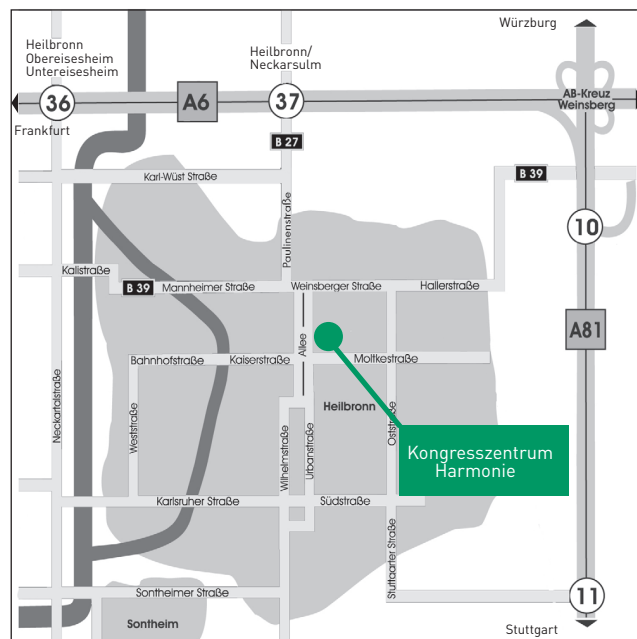 Würzburg
Heilbronn
Obereisesheim
Untereisesheim
Heilbronn/
Neckarsulm
36
A6
37
AB-Kreuz
Weinsberg
Frankfurt
B 27
Karl-Wüst Straße
B 39
Paulinenstraße
10
Kalistraße
B 39
Mannheimer Straße
Weinsberger Straße
Hallerstraße
A81
Allee
Bahnhofstraße
Kaiserstraße
Moltkestraße
Neckartalstraße
Weststraße
Heilbronn
Oststraße
Wilhelmstraße
Urbanstraße
Kongresszentrum
Harmonie
Karlsruher Straße
Südstraße
Stuttgarter Straße
Sontheimer Straße
11
Sontheim
Stuttgart